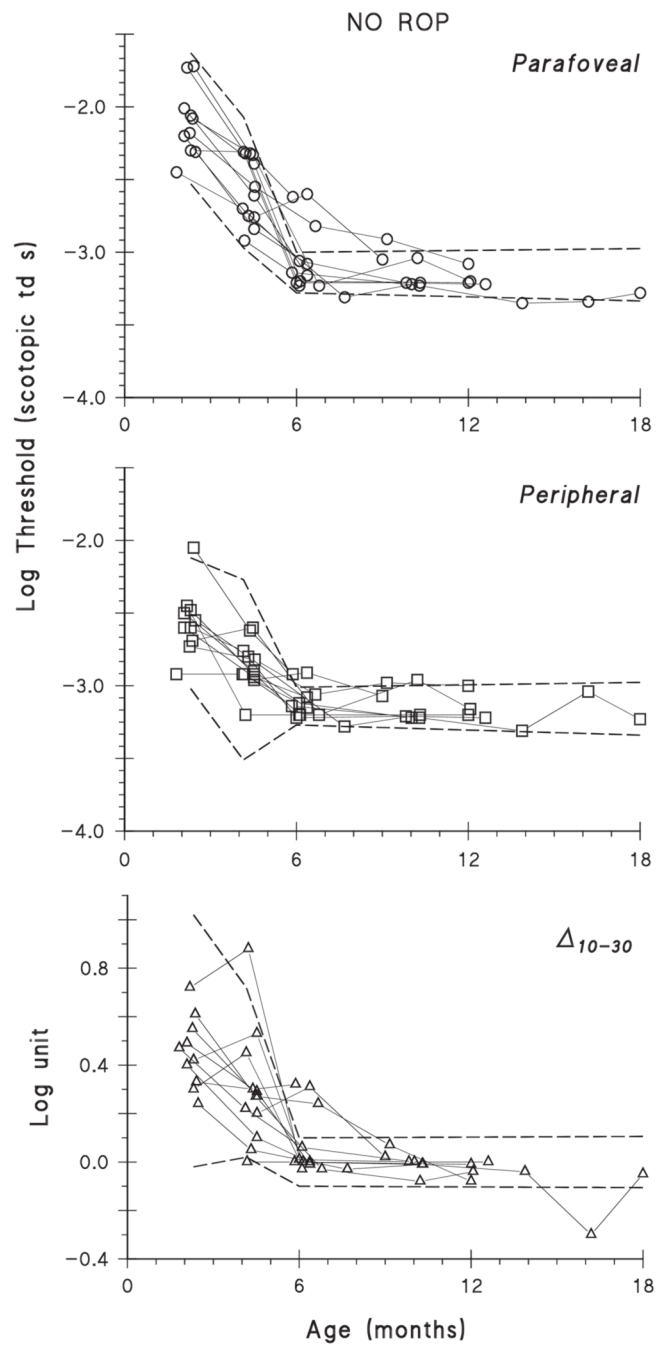 NO ROP
Parafoveal
−2.0
−3.0
−4.0
0 6 12 18
Log Threshold (scotopic td s)
Peripheral
−2.0
−3.0
−4.0
0 6 12 18
Δ10−30
0.8
0.4
0.0
−0.4
Log unit
0 6 12 18
Age (months)